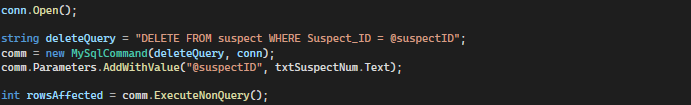 conn.Open();
string deleteQuery = "DELETE FROM suspect WHERE Suspect_ID = @suspectID";
comm = new MySqlCommand(deleteQuery, conn);
comm.Parameters.AddWithValue("@suspectID", txtSuspectNum.Text);
int rowsAffected = comm.ExecuteNonQuery();